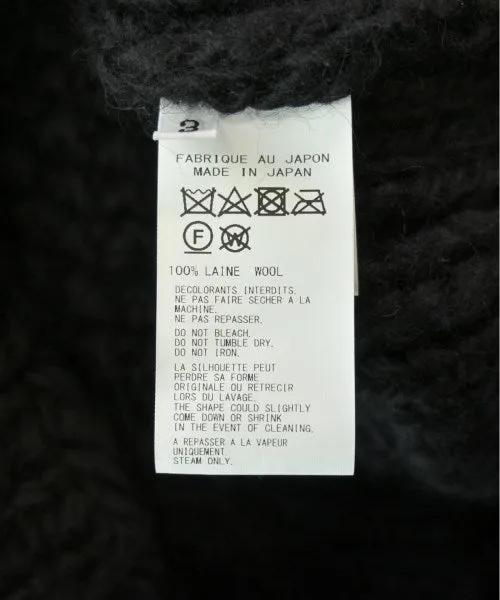 3
FABRIQUE AU JAPON
MADE IN JAPAN
F
W
100% LAINE WOOL
DECOLORANTS INTERDITS.
NE PAS FAIRE SECHER A LA
MACHINE.
NE PAS REPASSER.
DO NOT BLEACH.
DO NOT TUMBLE DRY.
DO NOT IRON.
LA SILHOUETTE PEUT
PERDRE SA FORME
ORIGINALE OU RETRECIR
LORS DU LAVAGE.
THE SHAPE COULD SLIGHTLY
COME DOWN OR SHRINK
IN THE EVENT OF CLEANING.
A REPASSER A LA VAPEUR
UNIQUEMENT.
STEAM ONLY.